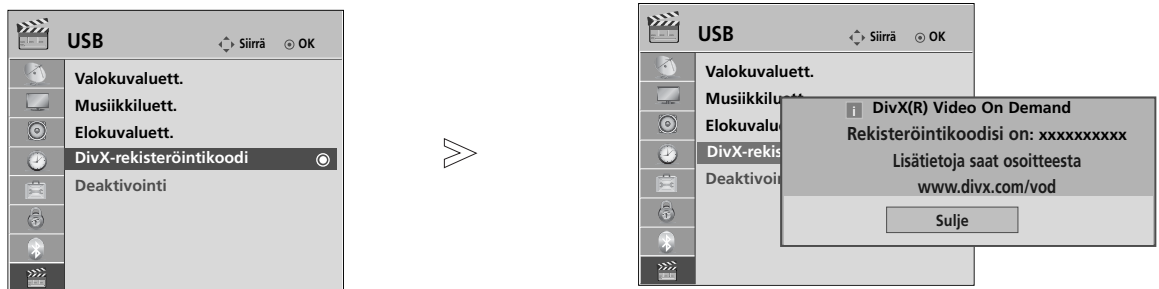 USB Siirrä OK
Valokuvaluett.
Musiikkiluett.
Elokuvaluett.
DivX-rekisteröintikoodi
Deaktivointi
USB Siirrä OK
Valokuvaluett.
Musiikkilu
Elokuvalu
DivX-rekis
Deaktivoin
i DivX(R) Video On Demand
Rekisteröintikoodisi on: xxxxxxxxxx
Lisätietoja saat osoitteesta
www.divx.com/vod
Sulje